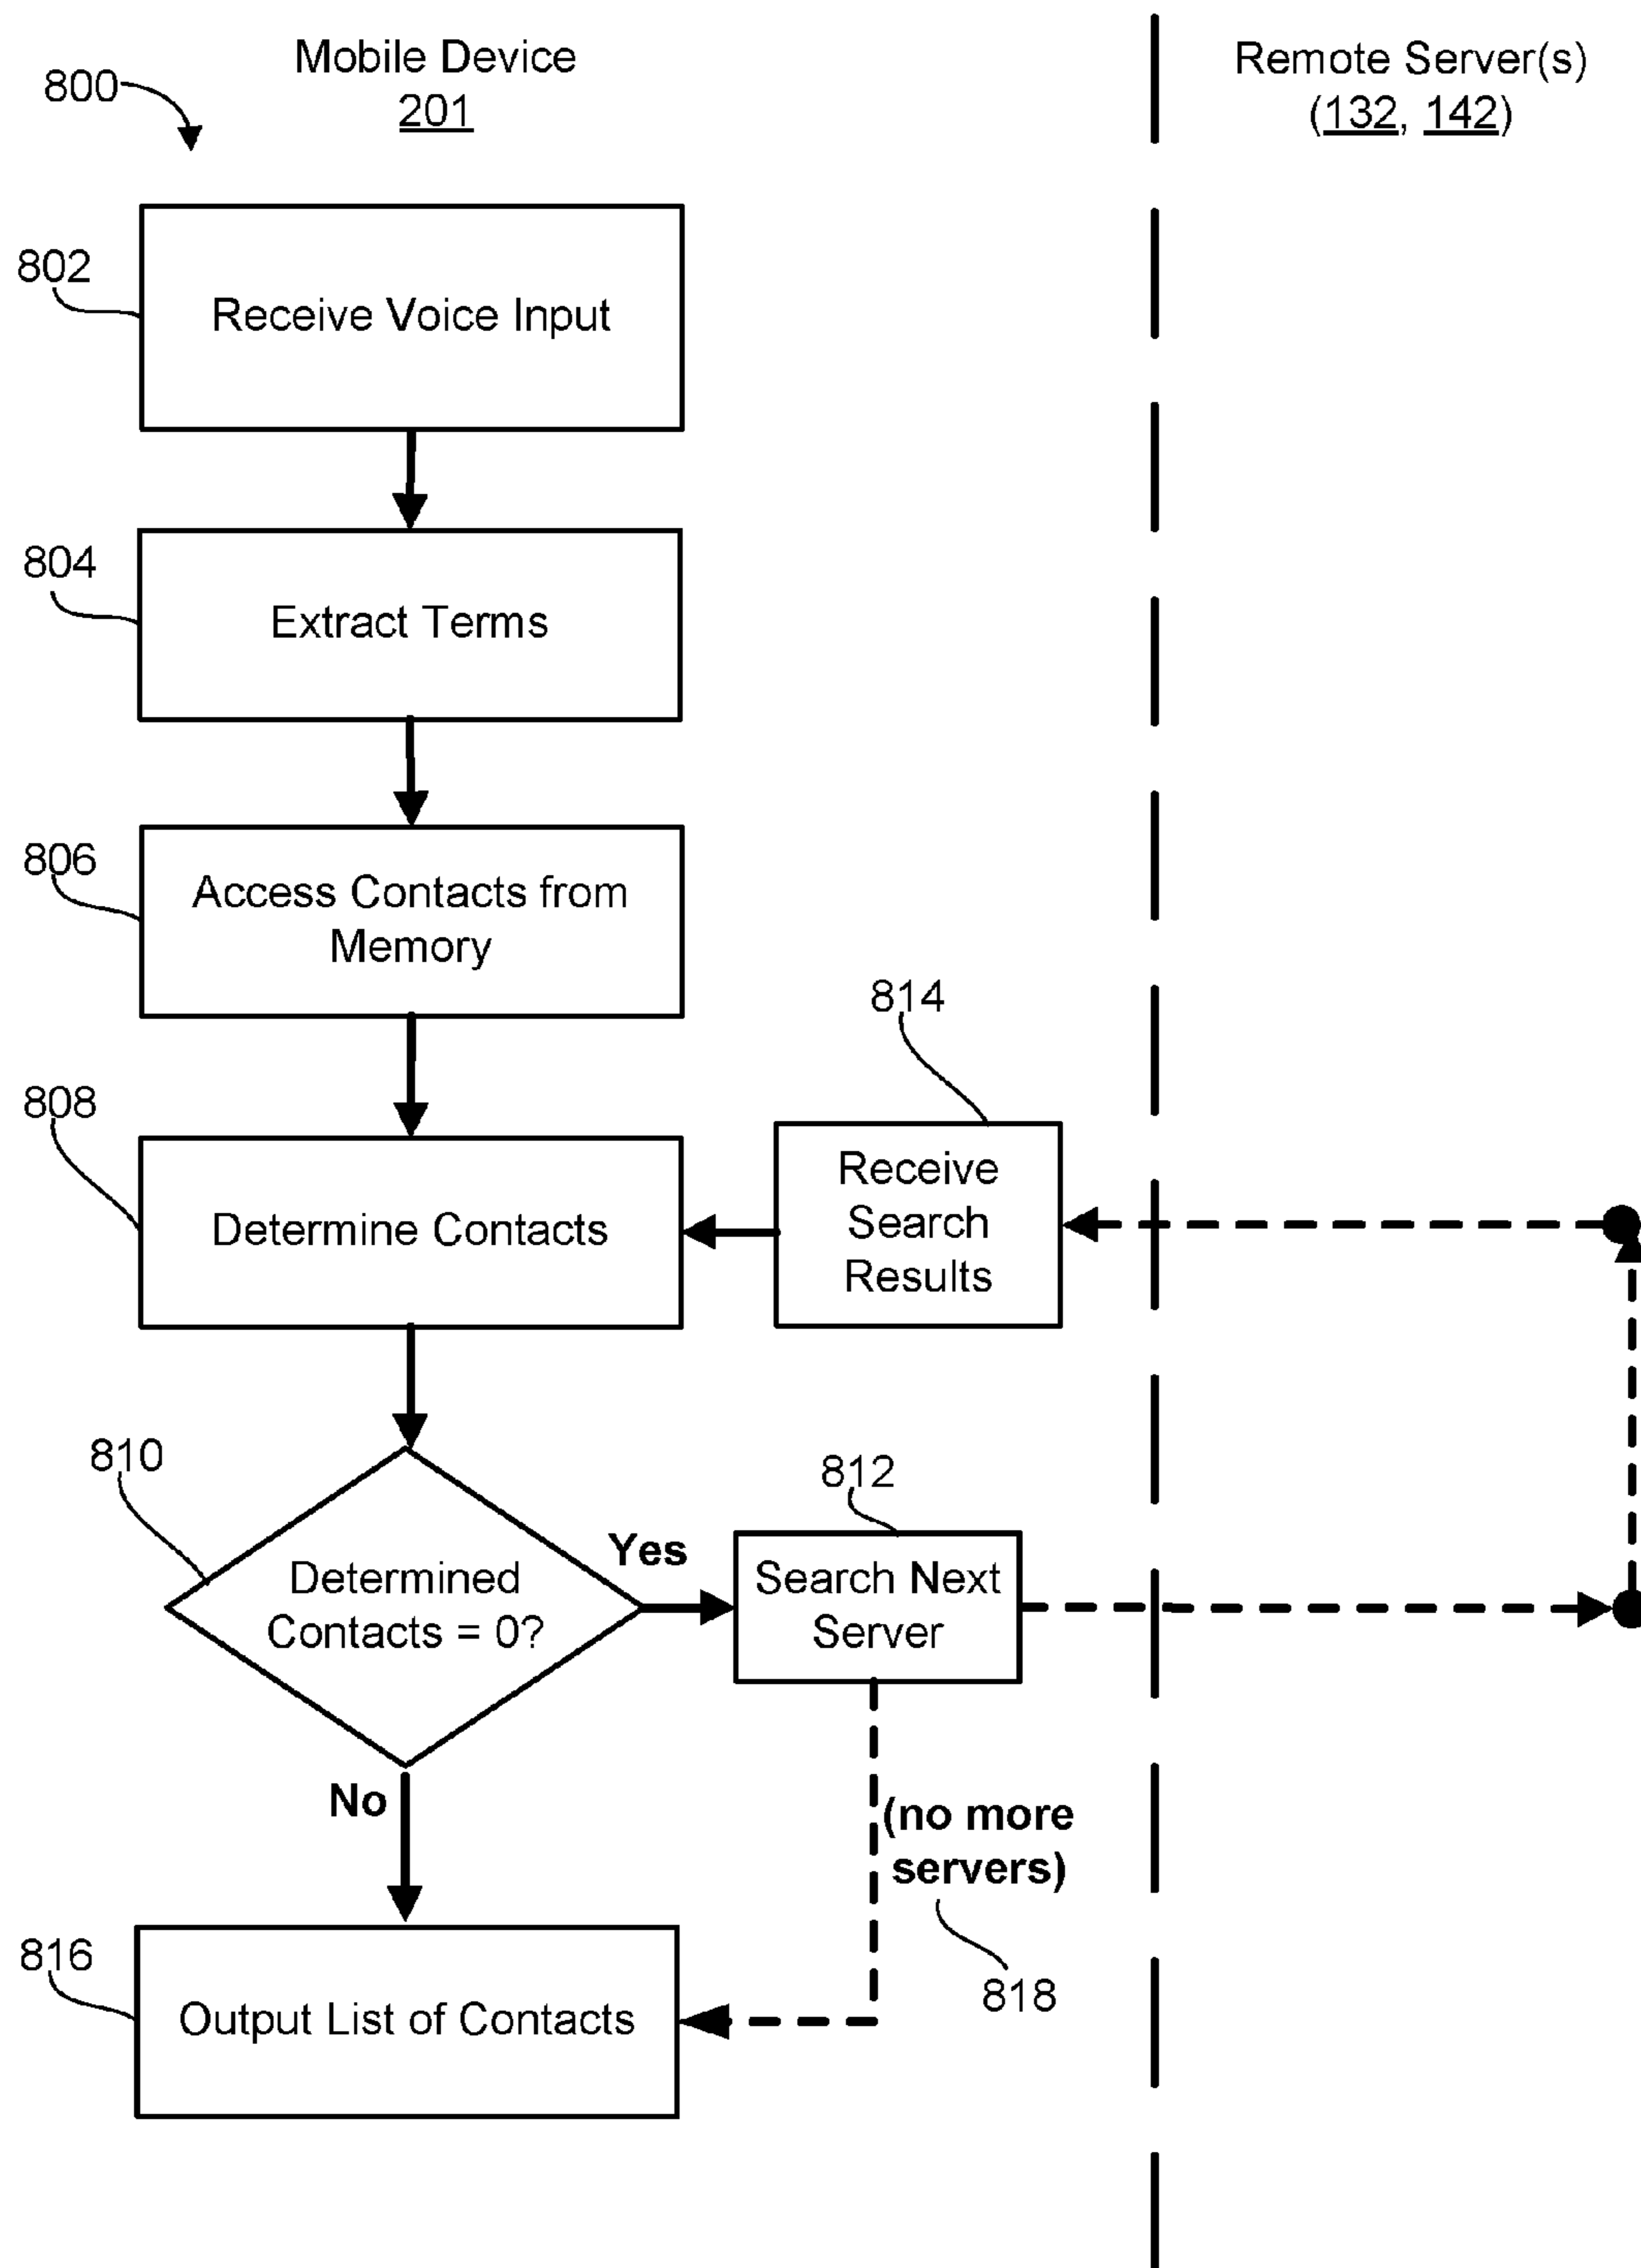 Mobile Device
201
Remote Server(s)
(132, 142)
800
802
Receive Voice Input
804
Extract Terms
806
Access Contacts from
Memory
814
808
Determine Contacts
Receive
Search
Results
810
Determined
Contacts = 0?
Yes
812
Search Next
Server
No
(no more
servers)
818
816
Output List of Contacts